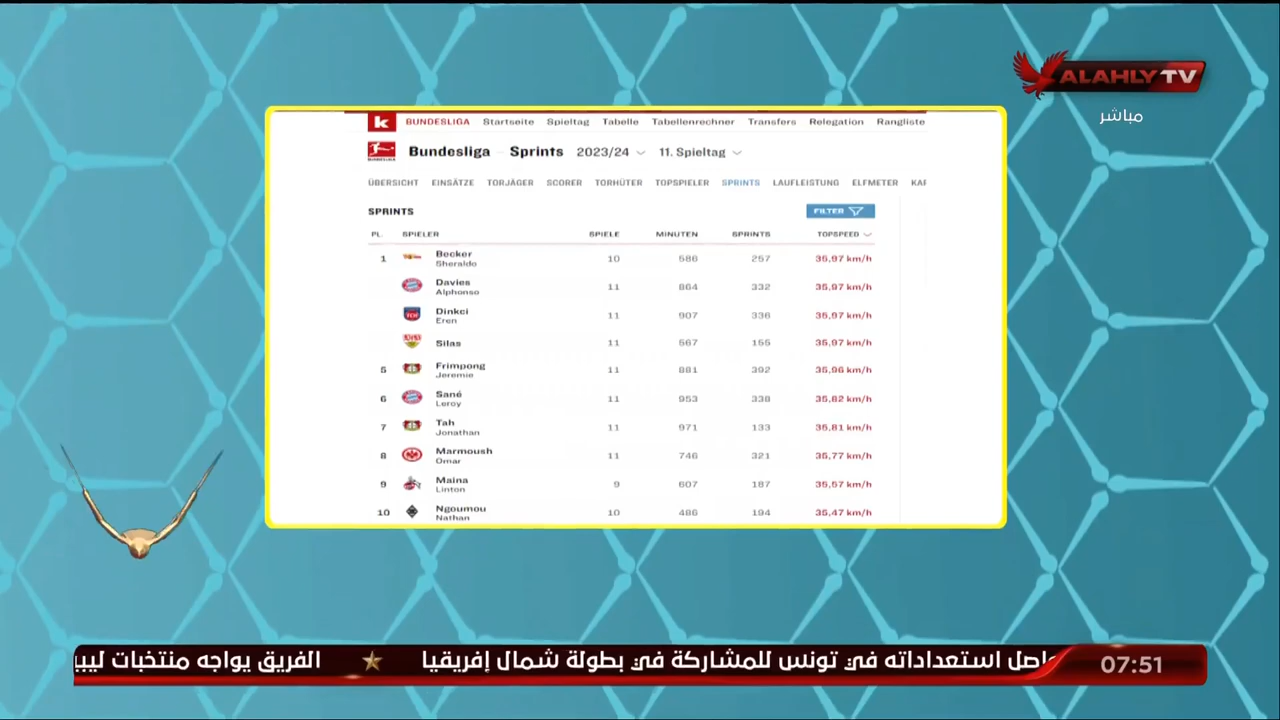 ALAHLY TV
مباشر
k BUNDESLIGA Startseite Spieltag Tabelle Tabellenrechner Transfers Relegation Rangliste
Bundesliga Sprints 2023/24 11. Spieltag
ÜBERSICHT EINSÄTZE TORJÄGER SCORER TORHÜTER TOPSPIELER SPRINTS LAUFLEISTUNG ELFMETER KAR
SPRINTS FILTER
PL. SPIELER SPIELE MINUTEN SPRINTS TOPSPEED
1 Becker Sheraldo 10 586 257 35,97 km/h
Davies Alphonso 11 864 332 35,97 km/h
Dinkci Eren 11 907 336 35,97 km/h
Silas 11 567 155 35,97 km/h
5 Frimpong Jeremie 11 881 392 35,96 km/h
6 Sané Leroy 11 953 338 35,82 km/h
7 Tah Jonathan 11 971 133 35,81 km/h
8 Marmoush Omar 11 746 321 35,77 km/h
9 Maina Linton 9 607 187 35,57 km/h
10 Ngoumou Nathan 10 486 194 35,47 km/h
اصل استعداداته في تونس للمشاركة في بطولة شمال إفريقيا ★ الفريق يواجه منتخبات ليبي
07:51